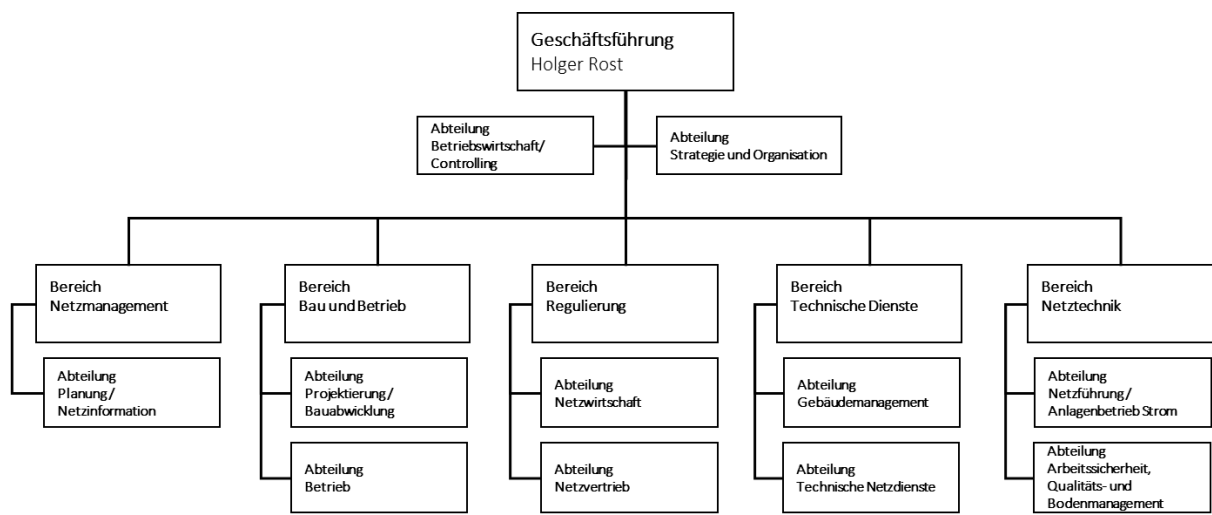 Geschäftsführung
Holger Rost
Abteilung
Betriebswirtschaft/
Controlling
Abteilung
Strategie und Organisation
Bereich
Netzmanagement
Bereich
Bau und Betrieb
Bereich
Regulierung
Bereich
Technische Dienste
Bereich
Netztechnik
Abteilung
Planung/
Netzinformation
Abteilung
Projektierung/
Bauabwicklung
Abteilung
Netzwirtschaft
Abteilung
Gebäudemanagement
Abteilung
Netzführung/
Anlagenbetrieb Strom
Abteilung
Betrieb
Abteilung
Netzvertrieb
Abteilung
Technische Netzdienste
Abteilung
Arbeitssicherheit,
Qualitäts- und
Bodenmanagement